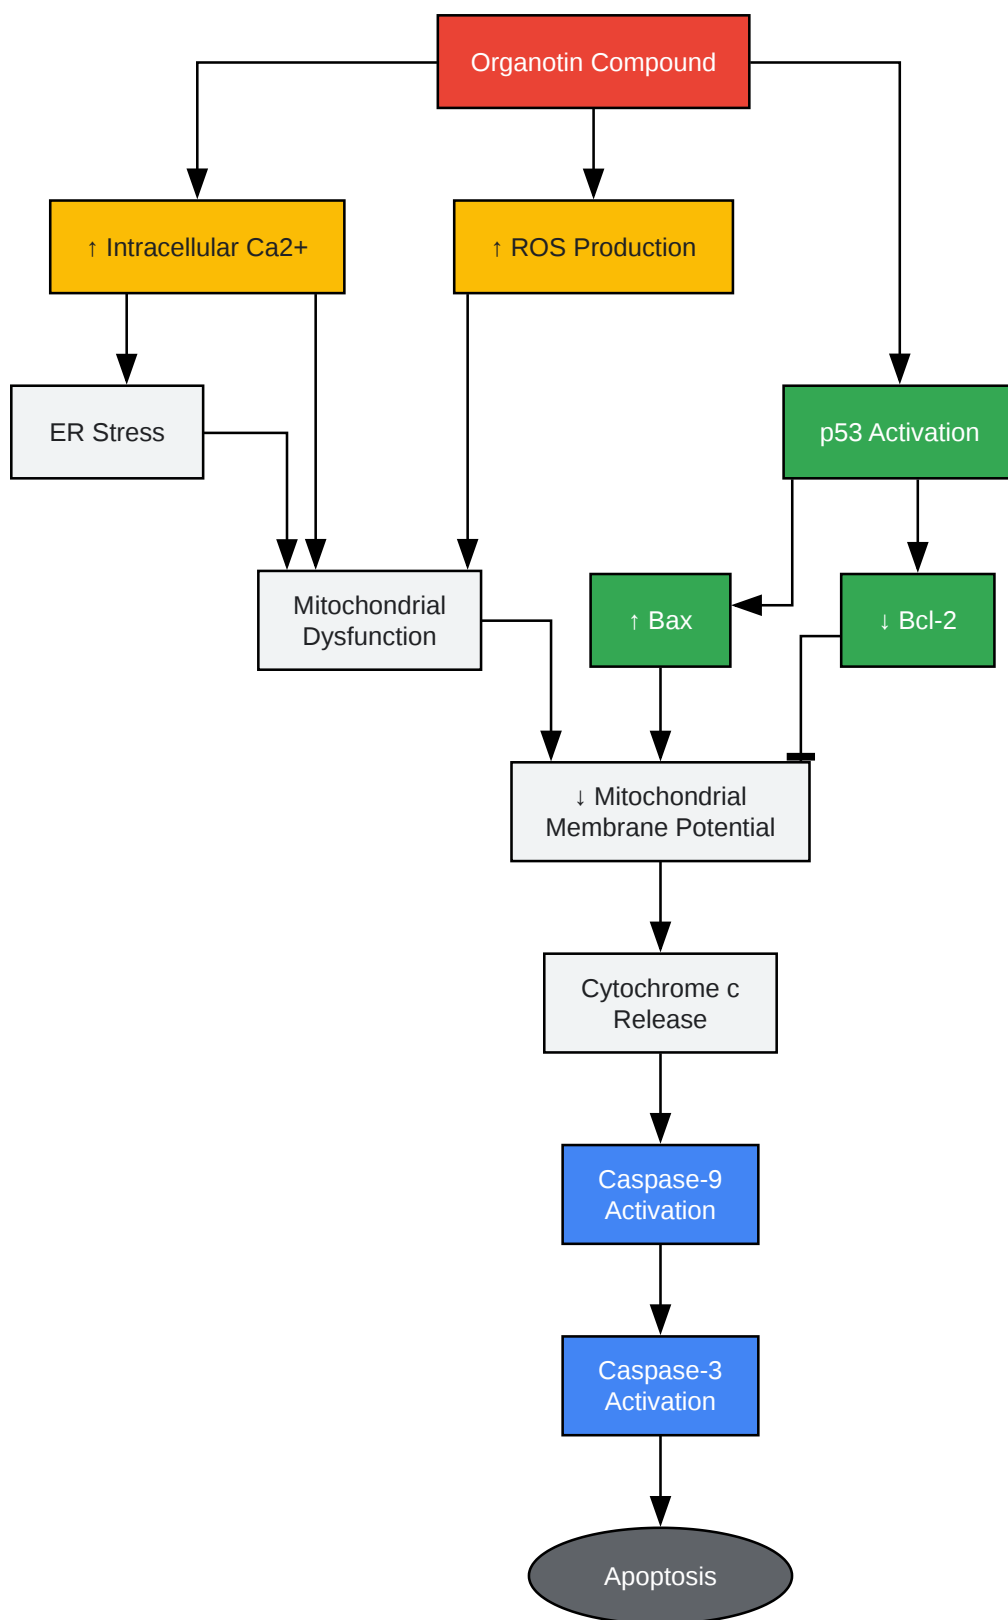 Organotin Compound
↑ Intracellular Ca2+
↑ ROS Production
ER Stress
p53 Activation
Mitochondrial
Dysfunction
↑ Bax
↓ Bcl-2
↓ Mitochondrial
Membrane Potential
Cytochrome c
Release
Caspase-9
Activation
Caspase-3
Activation
Apoptosis